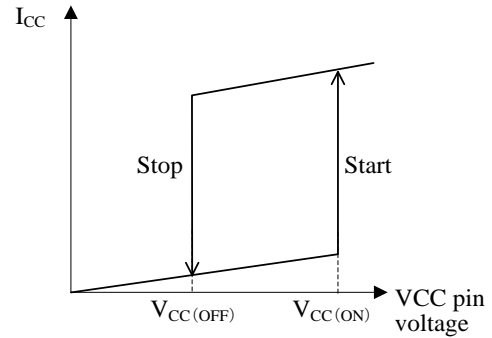 ICC
Stop
Start
VCC(OFF)
VCC(ON)
VCC pin
voltage